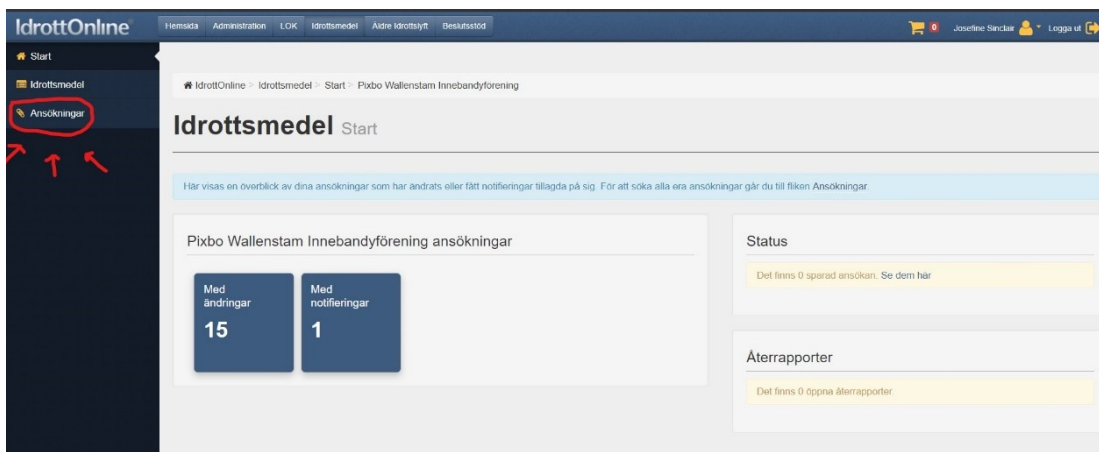 IdrottOnline
Hemsida Administration LOK Idrottsmedel Äldre Idrottslyft Beslutsstöd
0 Josefine Sinclair Logga ut
Start
Idrottsmedel
Ansökningar
IdrottOnline > Idrottsmedel > Start > Pixbo Wallenstam Innebandyförening
Idrottsmedel Start
Här visas en överblick av dina ansökningar som har ändrats eller fått notifieringar tillagda på sig. För att söka alla era ansökningar går du till fliken Ansökningar.
Pixbo Wallenstam Innebandyförening ansökningar
Med ändringar
15
Med notifieringar
1
Status
Det finns 0 sparad ansökan. Se dem här
Återrapporter
Det finns 0 öppna återrapporter.